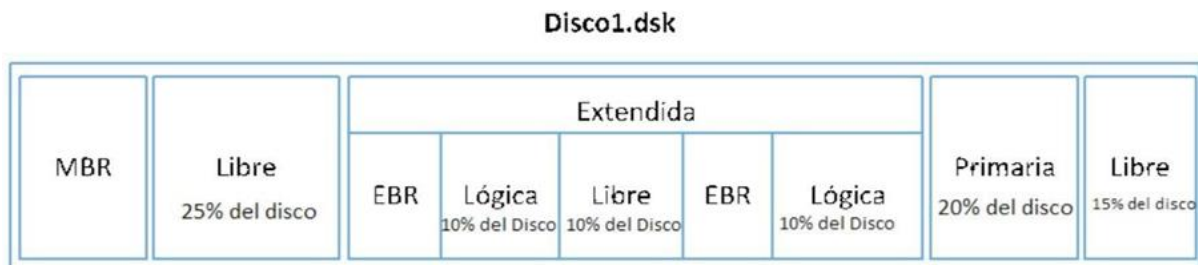 Disco1.dsk
MBR
Libre
25% del disco
Extendida
EBR
Lógica
10% del Disco
Libre
10% del Disco
EBR
Lógica
10% del Disco
Primaria
20% del disco
Libre
15% del disco